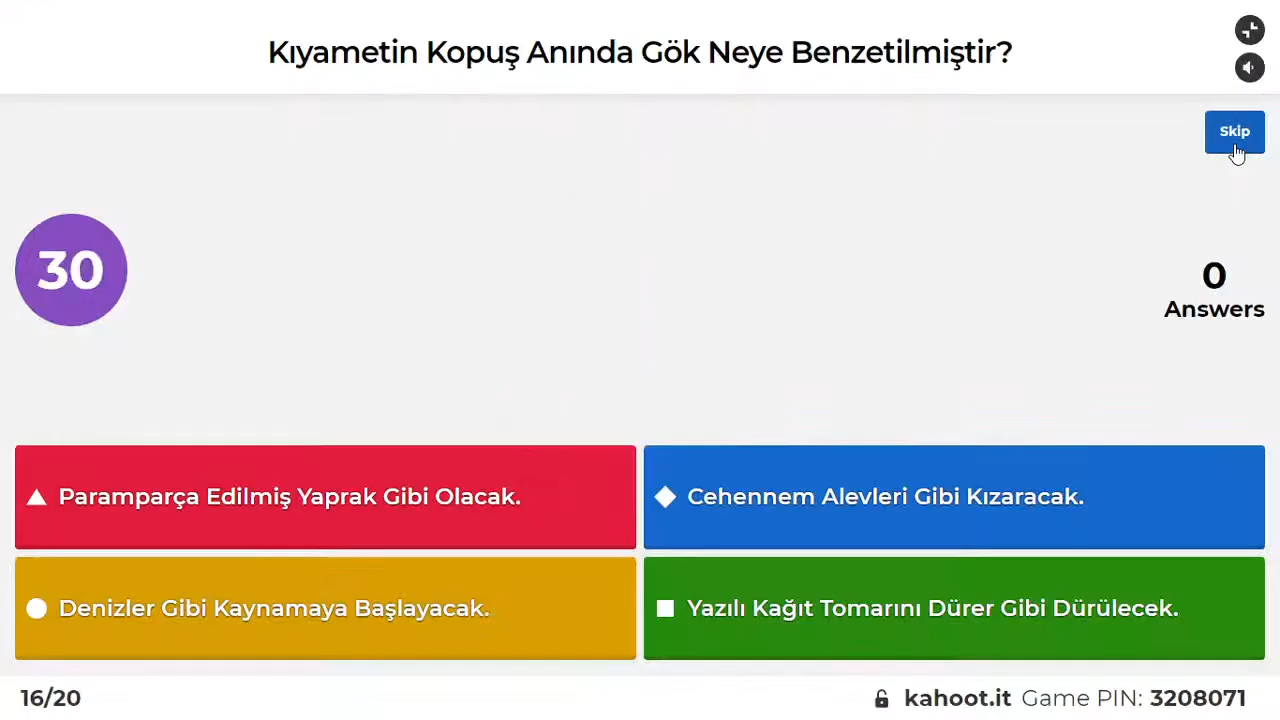 Kıyametin Kopuş Anında Gök Neye Benzetilmiştir?
Skip
30
0
Answers
Paramparça Edilmiş Yaprak Gibi Olacak.
Cehennem Alevleri Gibi Kızaracak.
Denizler Gibi Kaynamaya Başlayacak.
Yazılı Kağıt Tomarını Dürer Gibi Dürülecek.
16/20
kahoot.it Game PIN: 3208071